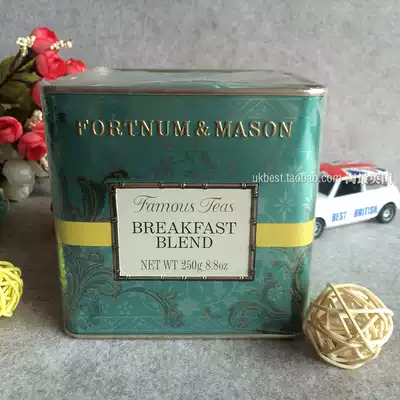 FORTNUM & MASON
ukbest.taobao.com
Famous Teas
BREAKFAST
BLEND
NET WT 250g 8.8oz
BEST BRITISH